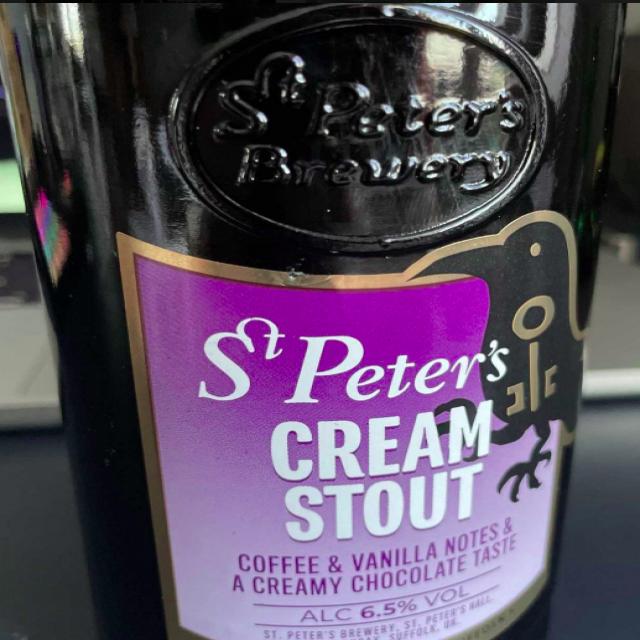 St Peter's
Brewery
St Peter's
CREAM
STOUT
COFFEE & VANILLA NOTES &
A CREAMY CHOCOLATE TASTE
ALC 6.5% VOL
ST. PETER'S BREWERY, ST. PETER'S HALL,
SUFFOLK, UK.